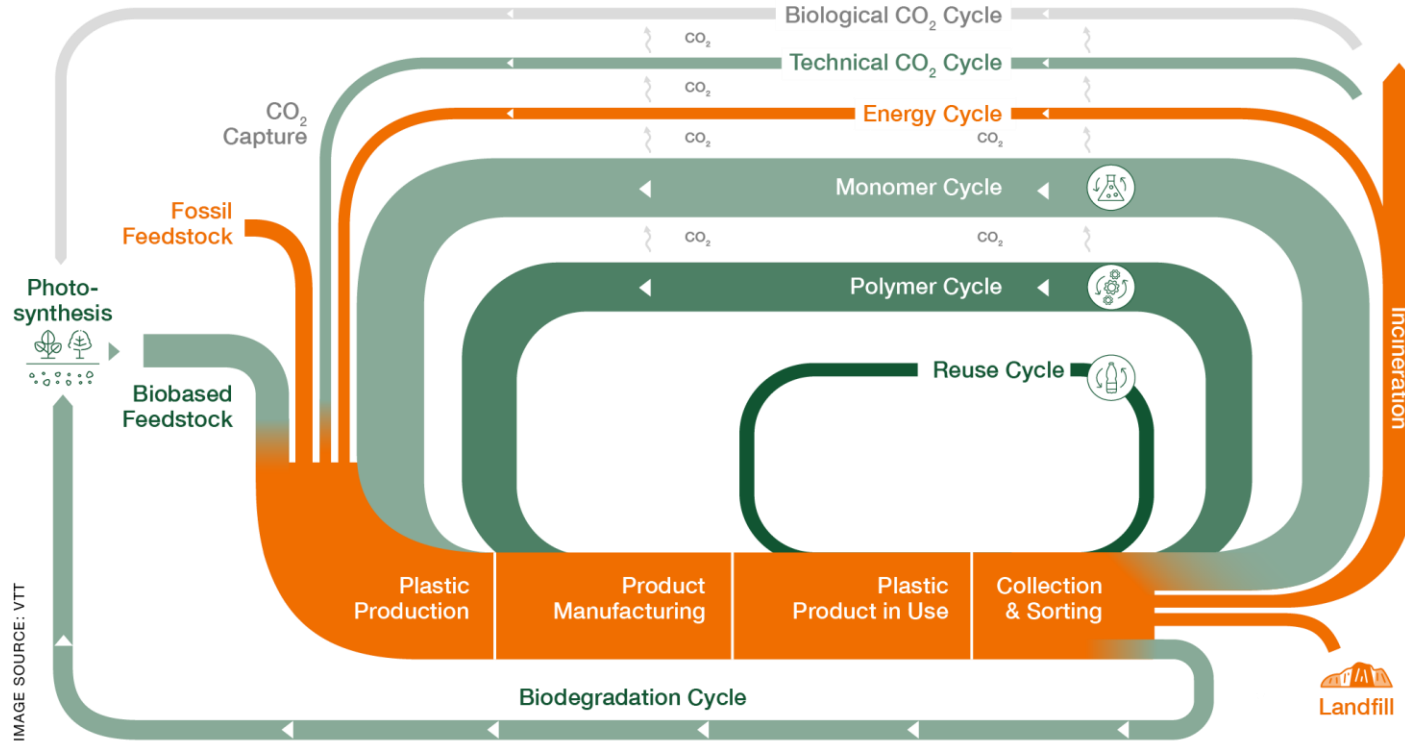 Biological CO₂ Cycle
CO₂
Technical CO₂ Cycle
CO₂
CO₂
Capture
Energy Cycle
CO₂
CO₂
Monomer Cycle
Fossil
Feedstock
CO₂
CO₂
Polymer Cycle
Photo-
synthesis
Incineration
Reuse Cycle
Biobased
Feedstock
Plastic
Production
Product
Manufacturing
Plastic
Product in Use
Collection
& Sorting
Biodegradation Cycle
Landfill
IMAGE SOURCE: VTT